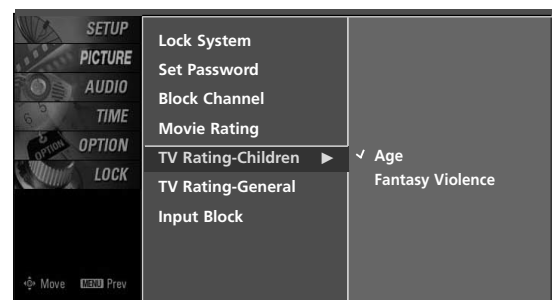 SETUP
PICTURE
AUDIO
TIME
OPTION
LOCK
Lock System
Set Password
Block Channel
Movie Rating
TV Rating-Children ►
TV Rating-General
Input Block
✓ Age
Fantasy Violence
Move MENU Prev